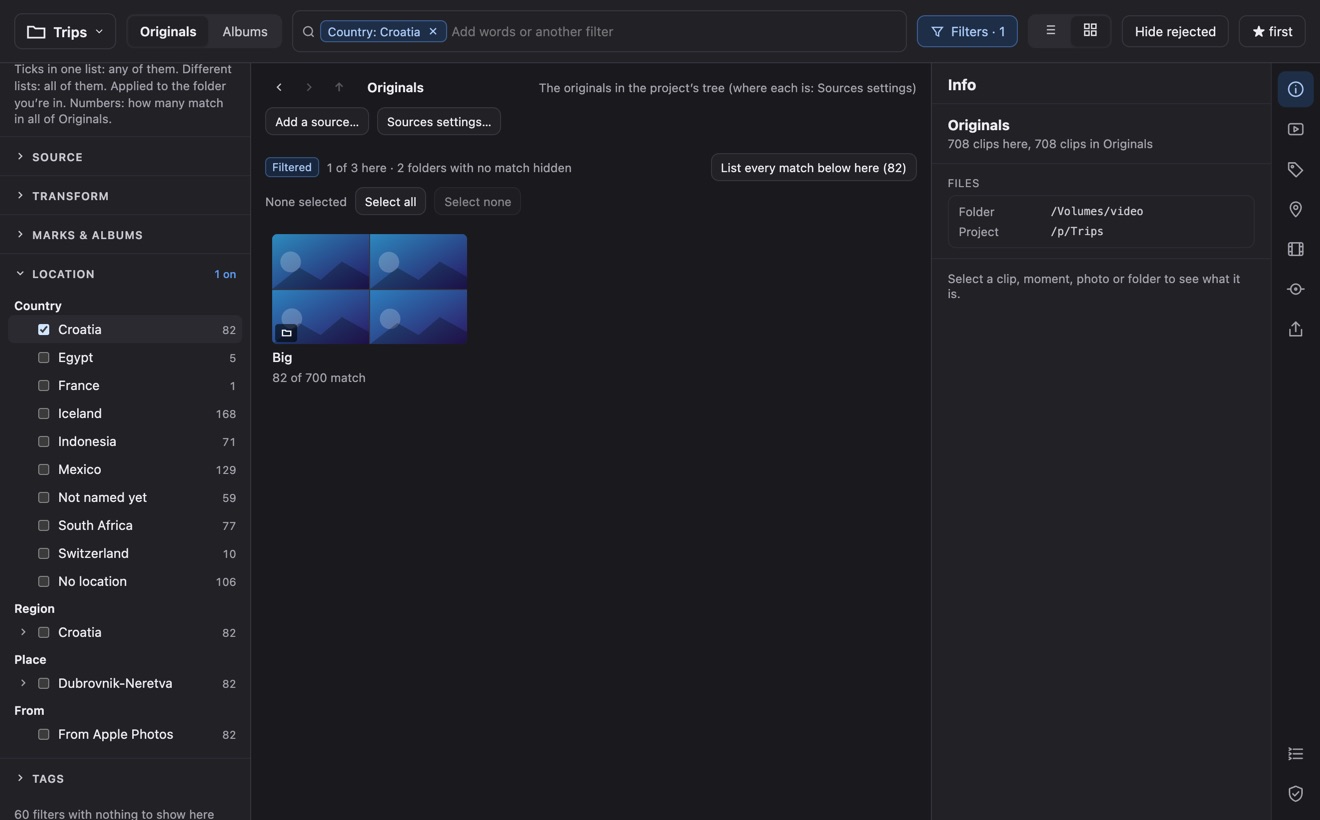 Trips
Originals
Albums
Country: Croatia ✕
Add words or another filter
Filters · 1
Hide rejected
★ first
Ticks in one list: any of them. Different
lists: all of them. Applied to the folder
you’re in. Numbers: how many match
in all of Originals.
SOURCE
TRANSFORM
MARKS & ALBUMS
LOCATION 1 on
Country
Croatia 82
Egypt 5
France 1
Iceland 168
Indonesia 71
Mexico 129
Not named yet 59
South Africa 77
Switzerland 10
No location 106
Region
Croatia 82
Place
Dubrovnik-Neretva 82
From
From Apple Photos 82
TAGS
60 filters with nothing to show here
Originals
The originals in the project’s tree (where each is: Sources settings)
Add a source…
Sources settings…
Filtered 1 of 3 here · 2 folders with no match hidden
List every match below here (82)
None selected
Select all
Select none
Big
82 of 700 match
Info
Originals
708 clips here, 708 clips in Originals
FILES
Folder /Volumes/video
Project /p/Trips
Select a clip, moment, photo or folder to see what it
is.